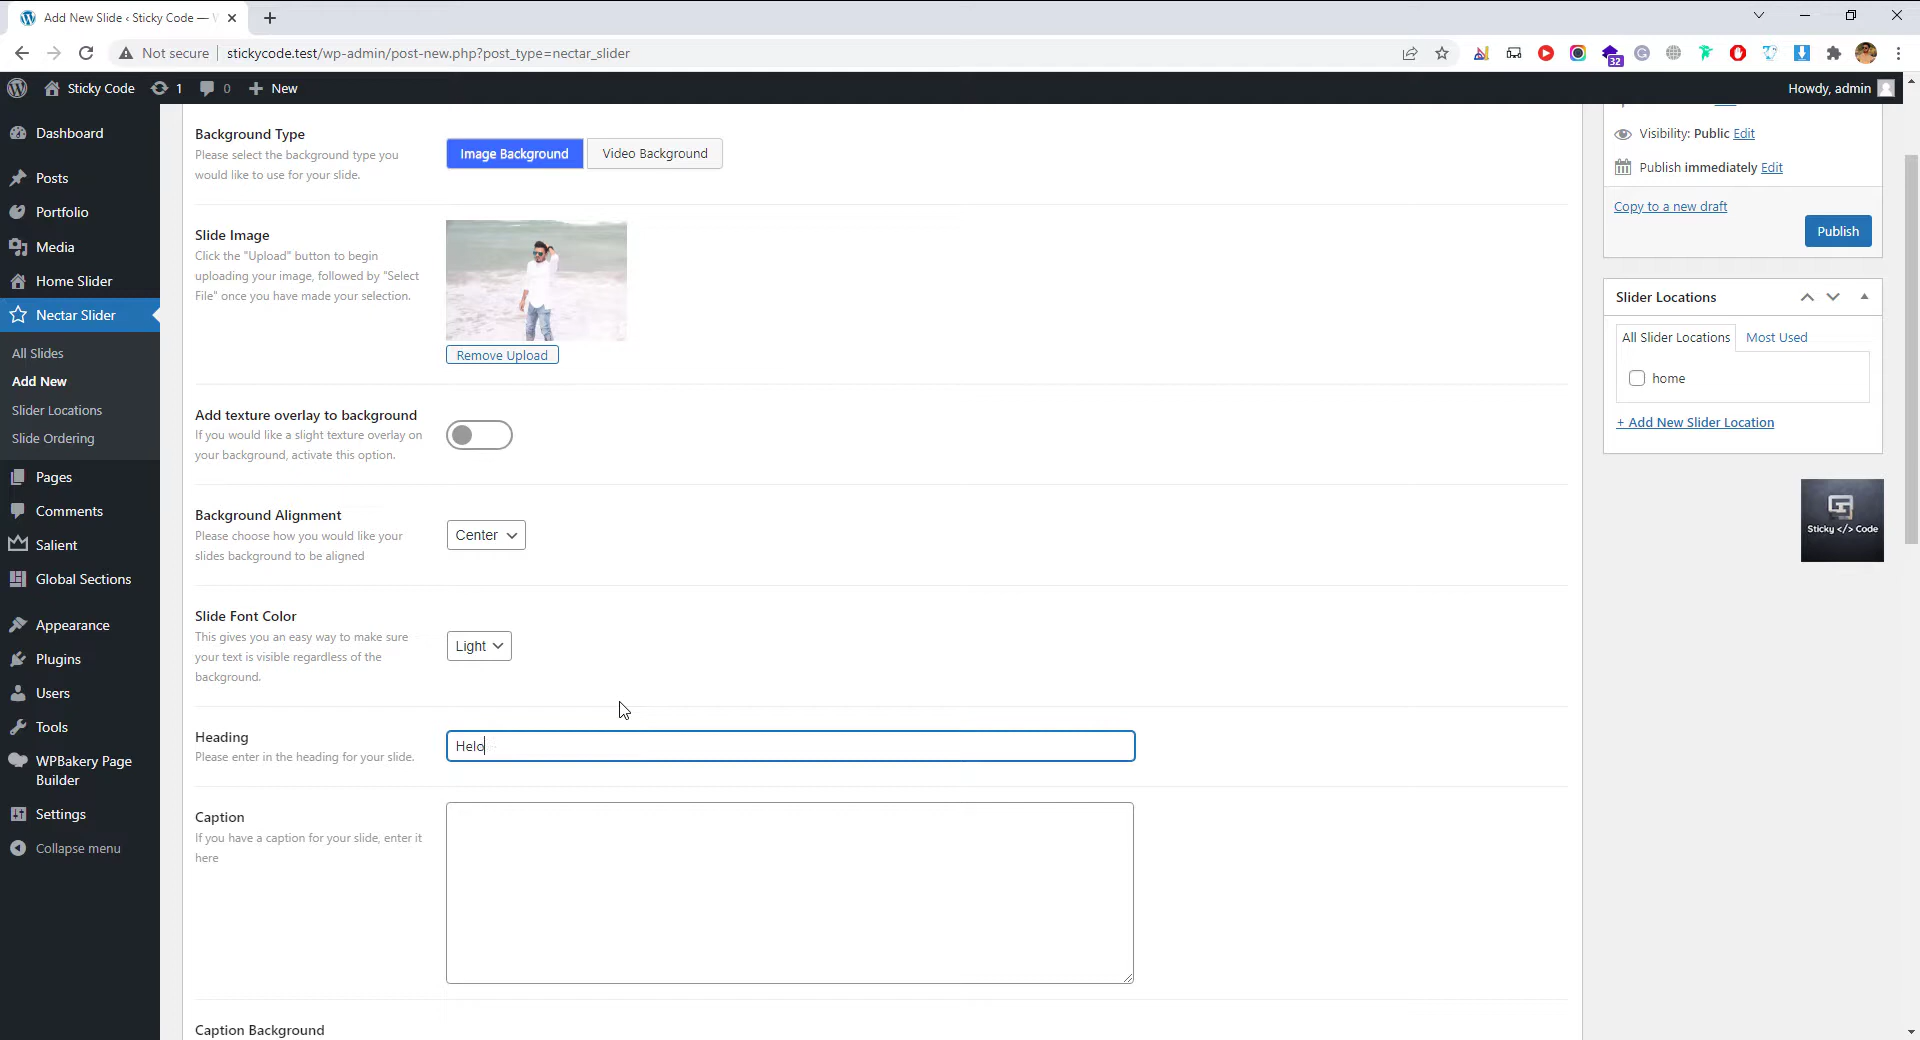 Add New Slide ‹ Sticky Code —
Not secure
stickycode.test/wp-admin/post-new.php?post_type=nectar_slider
32
Sticky Code
1
0
New
Howdy, admin
Dashboard
Posts
Portfolio
Media
Home Slider
Nectar Slider
All Slides
Add New
Slider Locations
Slide Ordering
Pages
Comments
Salient
Global Sections
Appearance
Plugins
Users
Tools
WPBakery Page
Builder
Settings
Collapse menu
Background Type
Please select the background type you
would like to use for your slide.
Image Background
Video Background
Slide Image
Click the "Upload" button to begin
uploading your image, followed by "Select
File" once you have made your selection.
Remove Upload
Add texture overlay to background
If you would like a slight texture overlay on
your background, activate this option.
Background Alignment
Please choose how you would like your
slides background to be aligned
Center
Slide Font Color
This gives you an easy way to make sure
your text is visible regardless of the
background.
Light
Heading
Please enter in the heading for your slide.
Helo
Caption
If you have a caption for your slide, enter it
here
Caption Background
Visibility: Public Edit
Publish immediately Edit
Copy to a new draft
Publish
Slider Locations
All Slider Locations
Most Used
home
+ Add New Slider Location
Sticky </> Code